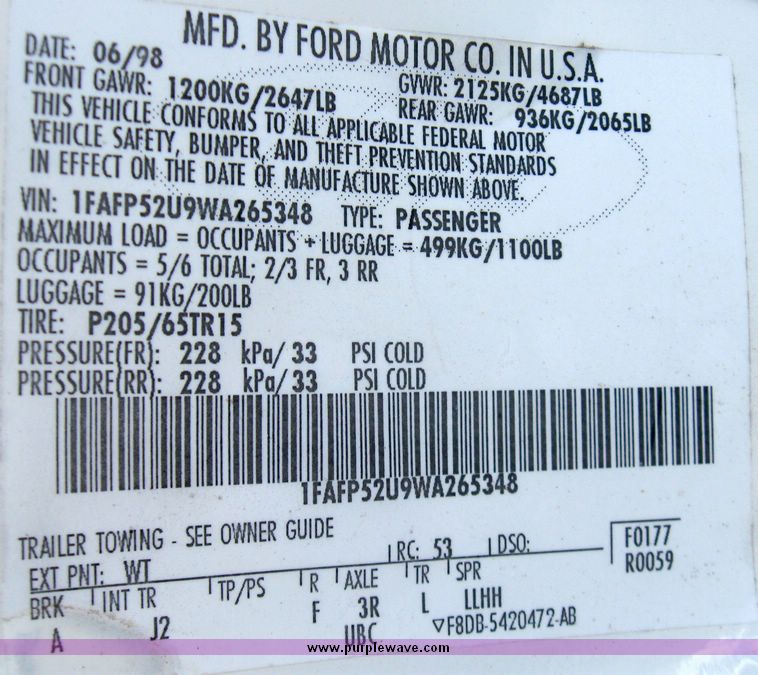 MFD. BY FORD MOTOR CO. IN U.S.A.
DATE: 06/98
GVWR: 2125KG/4687LB
FRONT GAWR: 1200KG/2647LB
REAR GAWR: 936KG/2065LB
THIS VEHICLE CONFORMS TO ALL APPLICABLE FEDERAL MOTOR
VEHICLE SAFETY, BUMPER, AND THEFT PREVENTION STANDARDS
IN EFFECT ON THE DATE OF MANUFACTURE SHOWN ABOVE.
VIN: 1FAFP52U9WA265348 TYPE: PASSENGER
MAXIMUM LOAD = OCCUPANTS + LUGGAGE = 499KG/1100LB
OCCUPANTS = 5/6 TOTAL; 2/3 FR, 3 RR
LUGGAGE = 91KG/200LB
TIRE: P205/65TR15
PRESSURE(FR): 228 kPa/ 33 PSI COLD
PRESSURE(RR): 228 kPa/ 33 PSI COLD
1FAFP52U9WA265348
TRAILER TOWING - SEE OWNER GUIDE
EXT PNT: WT RC: 53 DSO: F0177
R0059
BRK INT TR TP/PS R AXLE TR SPR
A J2 F 3R L LLHH
UBC ▽F8DB-5420472-AB
www.purplewave.com